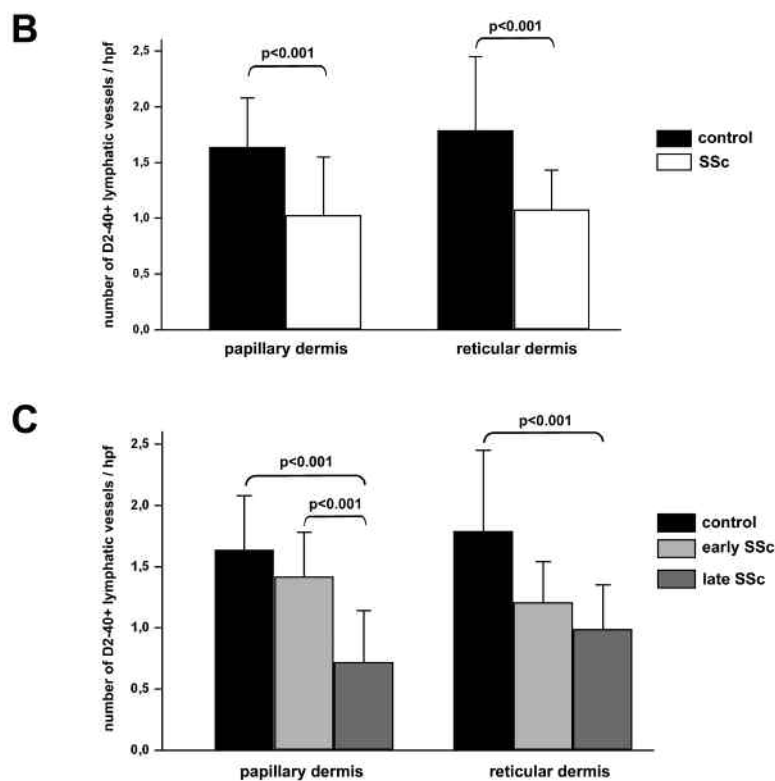 B
number of D2-40+ lymphatic vessels / hpf
2,5
2,0
1,5
1,0
0,5
0,0
p<0.001
p<0.001
papillary dermis
reticular dermis
control
SSc
C
number of D2-40+ lymphatic vessels / hpf
2,5
2,0
1,5
1,0
0,5
0,0
p<0.001
p<0.001
p<0.001
papillary dermis
reticular dermis
control
early SSc
late SSc